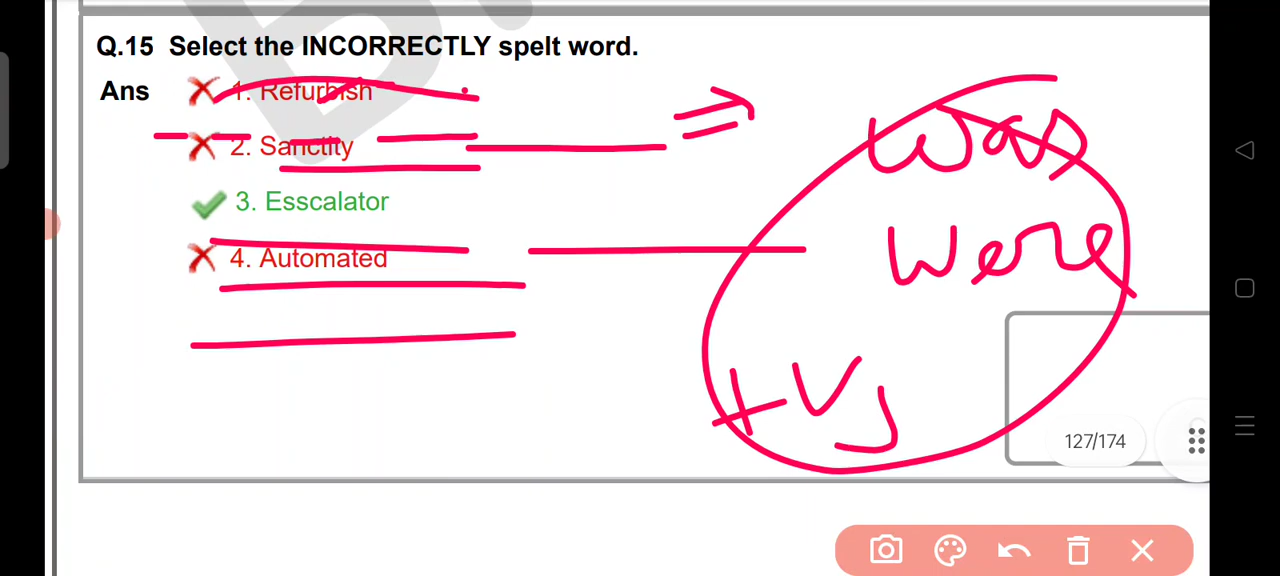 Q.15 Select the INCORRECTLY spelt word.
Ans 1. Refurbish
2. Sanctity
3. Esscalator
4. Automated
was
were
+V3
127/174